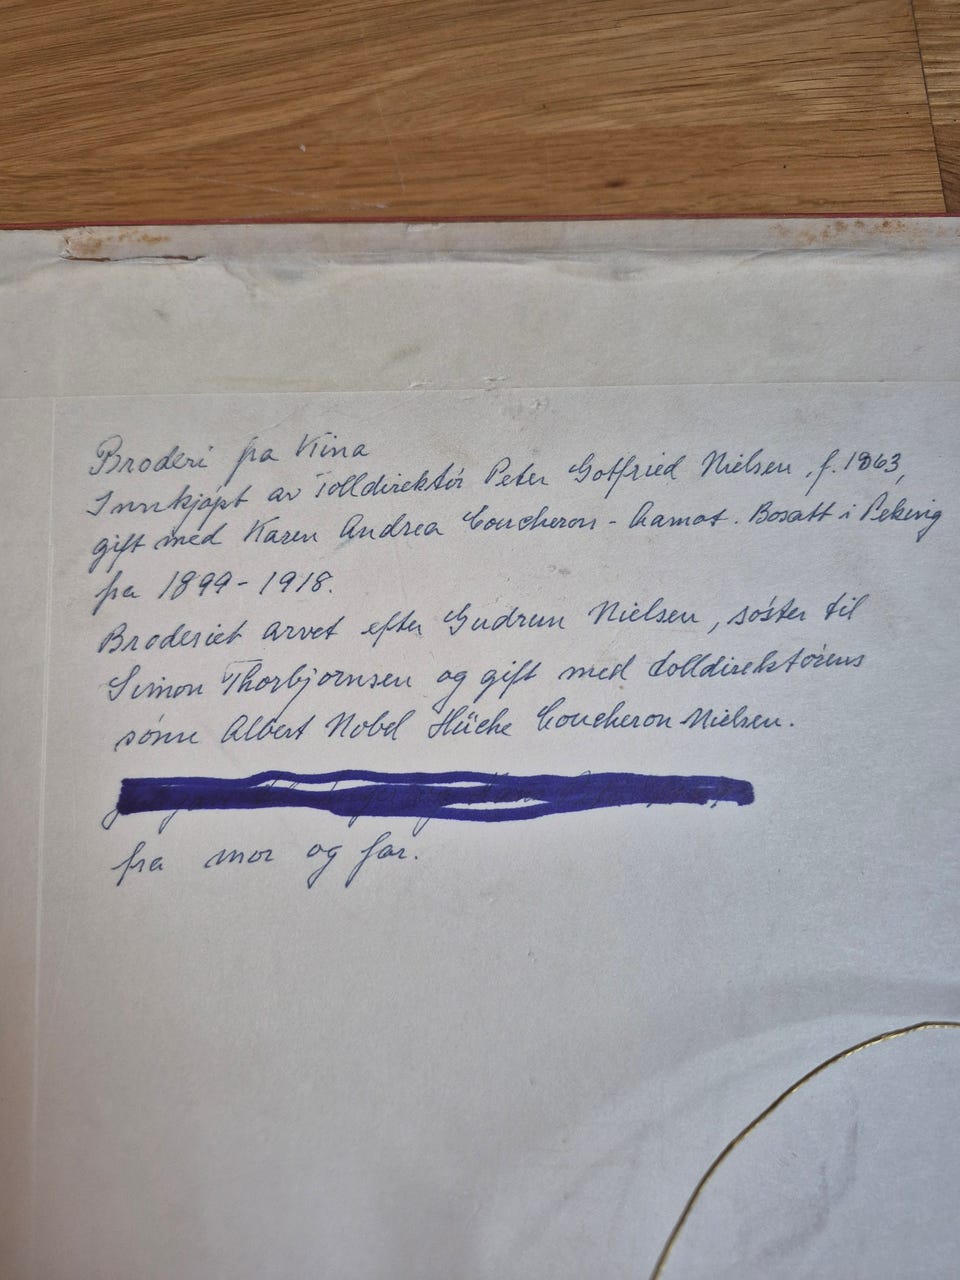 Broderi fra Kina
Innkjøpt av Tolldirektör Peter Gotfried Nielsen, f. 1863,
gift med Karen Andrea Coucheron-Aamot. Bosatt i Peking
fra 1899-1918.
Broderiet arvet efter Gudrun Nielsen, søster til
Simon Thorbjørnsen og gift med tolldirektørens
sønn Albert Nobel Hüche Coucheron Nielsen.
fra mor og far.